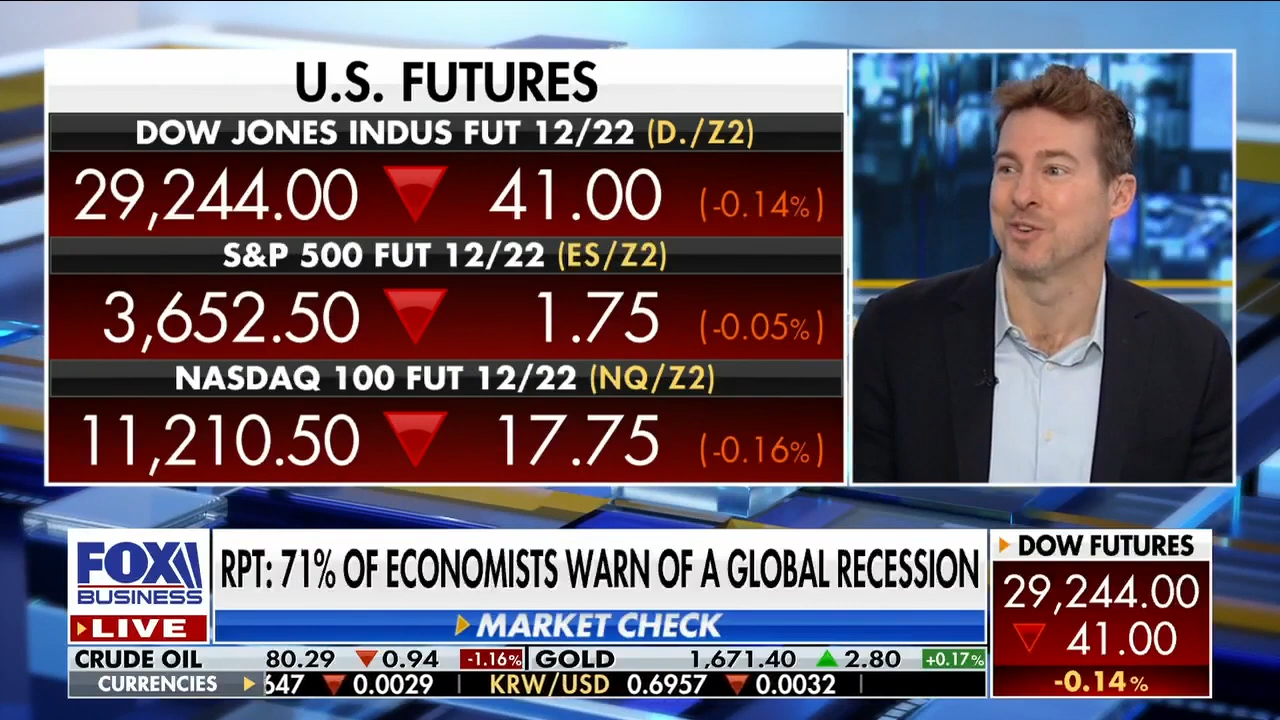 U.S. FUTURES
DOW JONES INDUS FUT 12/22 (D./Z2)
29,244.00 ▼ 41.00 (-0.14%)
S&P 500 FUT 12/22 (ES/Z2)
3,652.50 ▼ 1.75 (-0.05%)
NASDAQ 100 FUT 12/22 (NQ/Z2)
11,210.50 ▼ 17.75 (-0.16%)
FOX
BUSINESS
LIVE
RPT: 71% OF ECONOMISTS WARN OF A GLOBAL RECESSION
MARKET CHECK
DOW FUTURES
29,244.00
▼ 41.00
-0.14%
CRUDE OIL 80.29 ▼ 0.94 -1.16% GOLD 1,671.40 ▲ 2.80 +0.17%
CURRENCIES 647 ▼ 0.0029 KRW/USD 0.6957 ▼ 0.0032